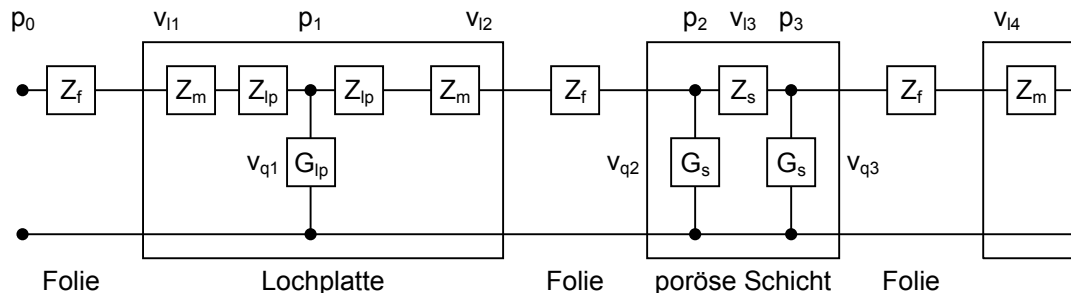 p0 vl1 p1 vl2 p2 vl3 p3 vl4
Zf Zm Zlp Zlp Zm Zf Zs Zf Zm
vq1 Glp vq2 Gs Gs vq3
Folie Lochplatte Folie poröse Schicht Folie